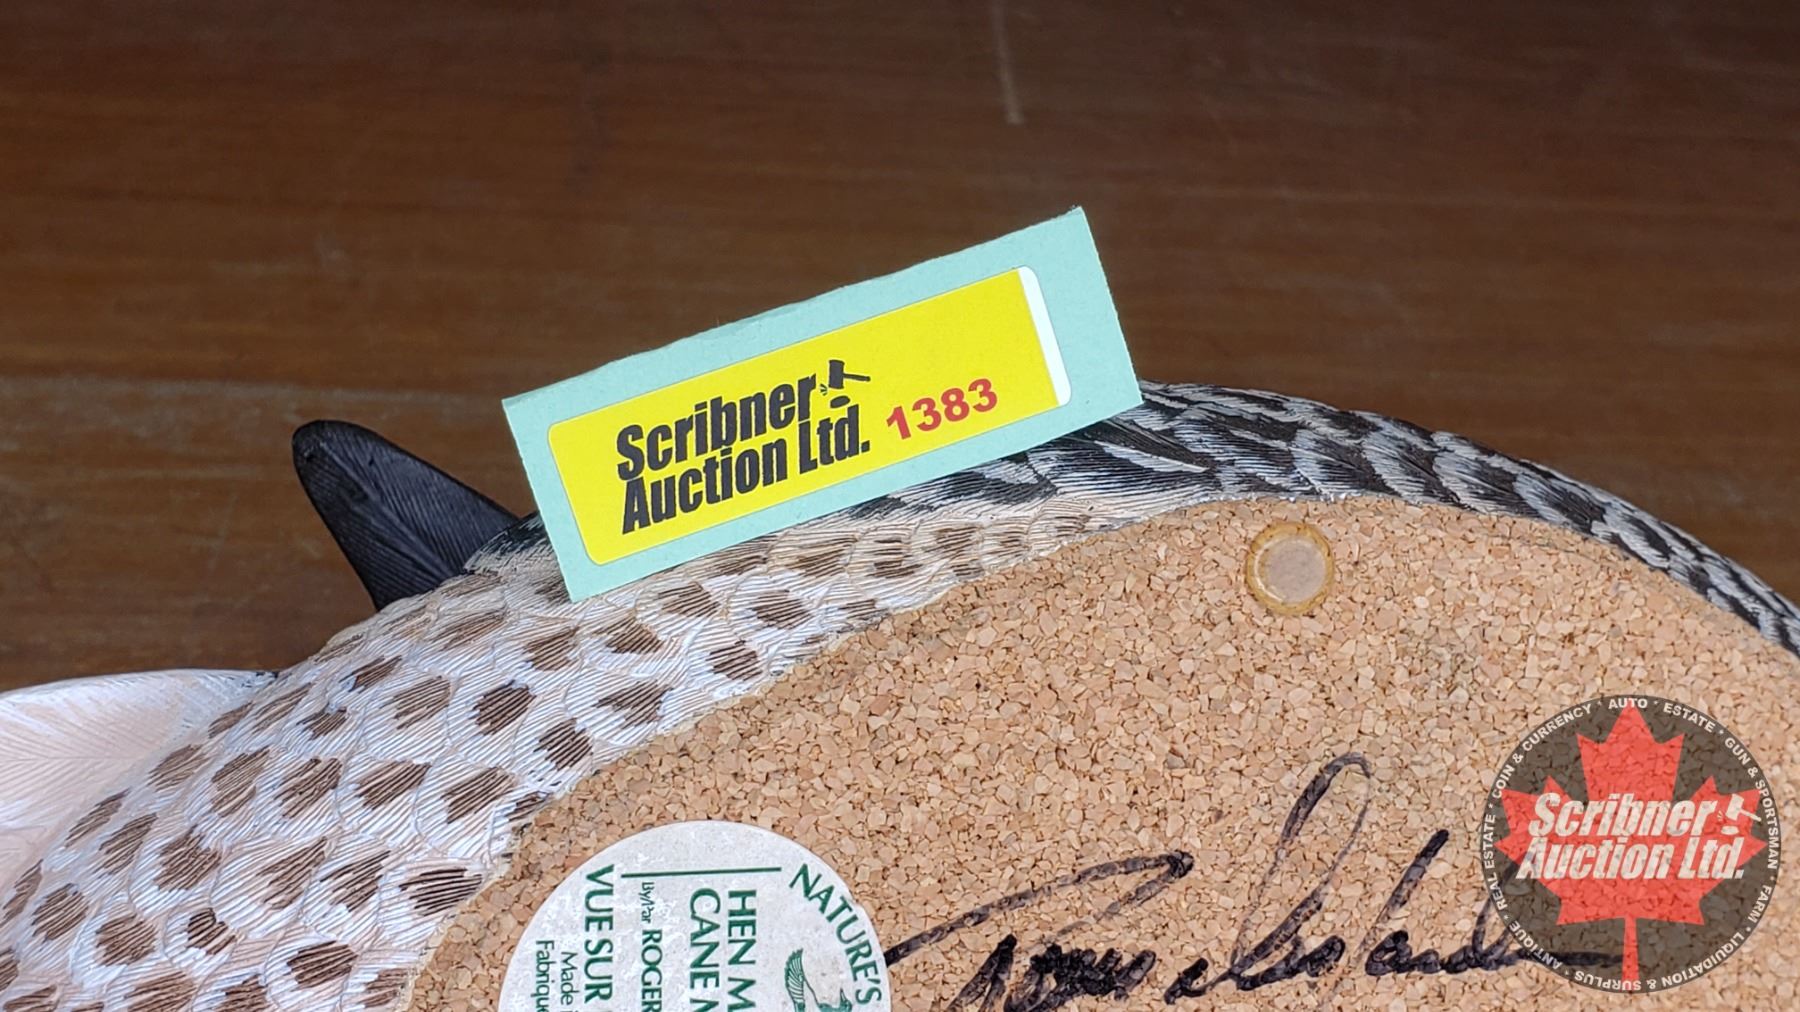 Scribner
Auction Ltd.
1383
NATURE'S
HEN M
CANE
By/Par ROGER
VUE SUR
Made
Fabriqué
Scribner
Auction Ltd.
REAL ESTATE * COIN & CURRENCY * AUTO * ESTATE * GUN & SPORTSMAN * FARM * LIQUIDATION & SURPLUS * ANTIQUE *